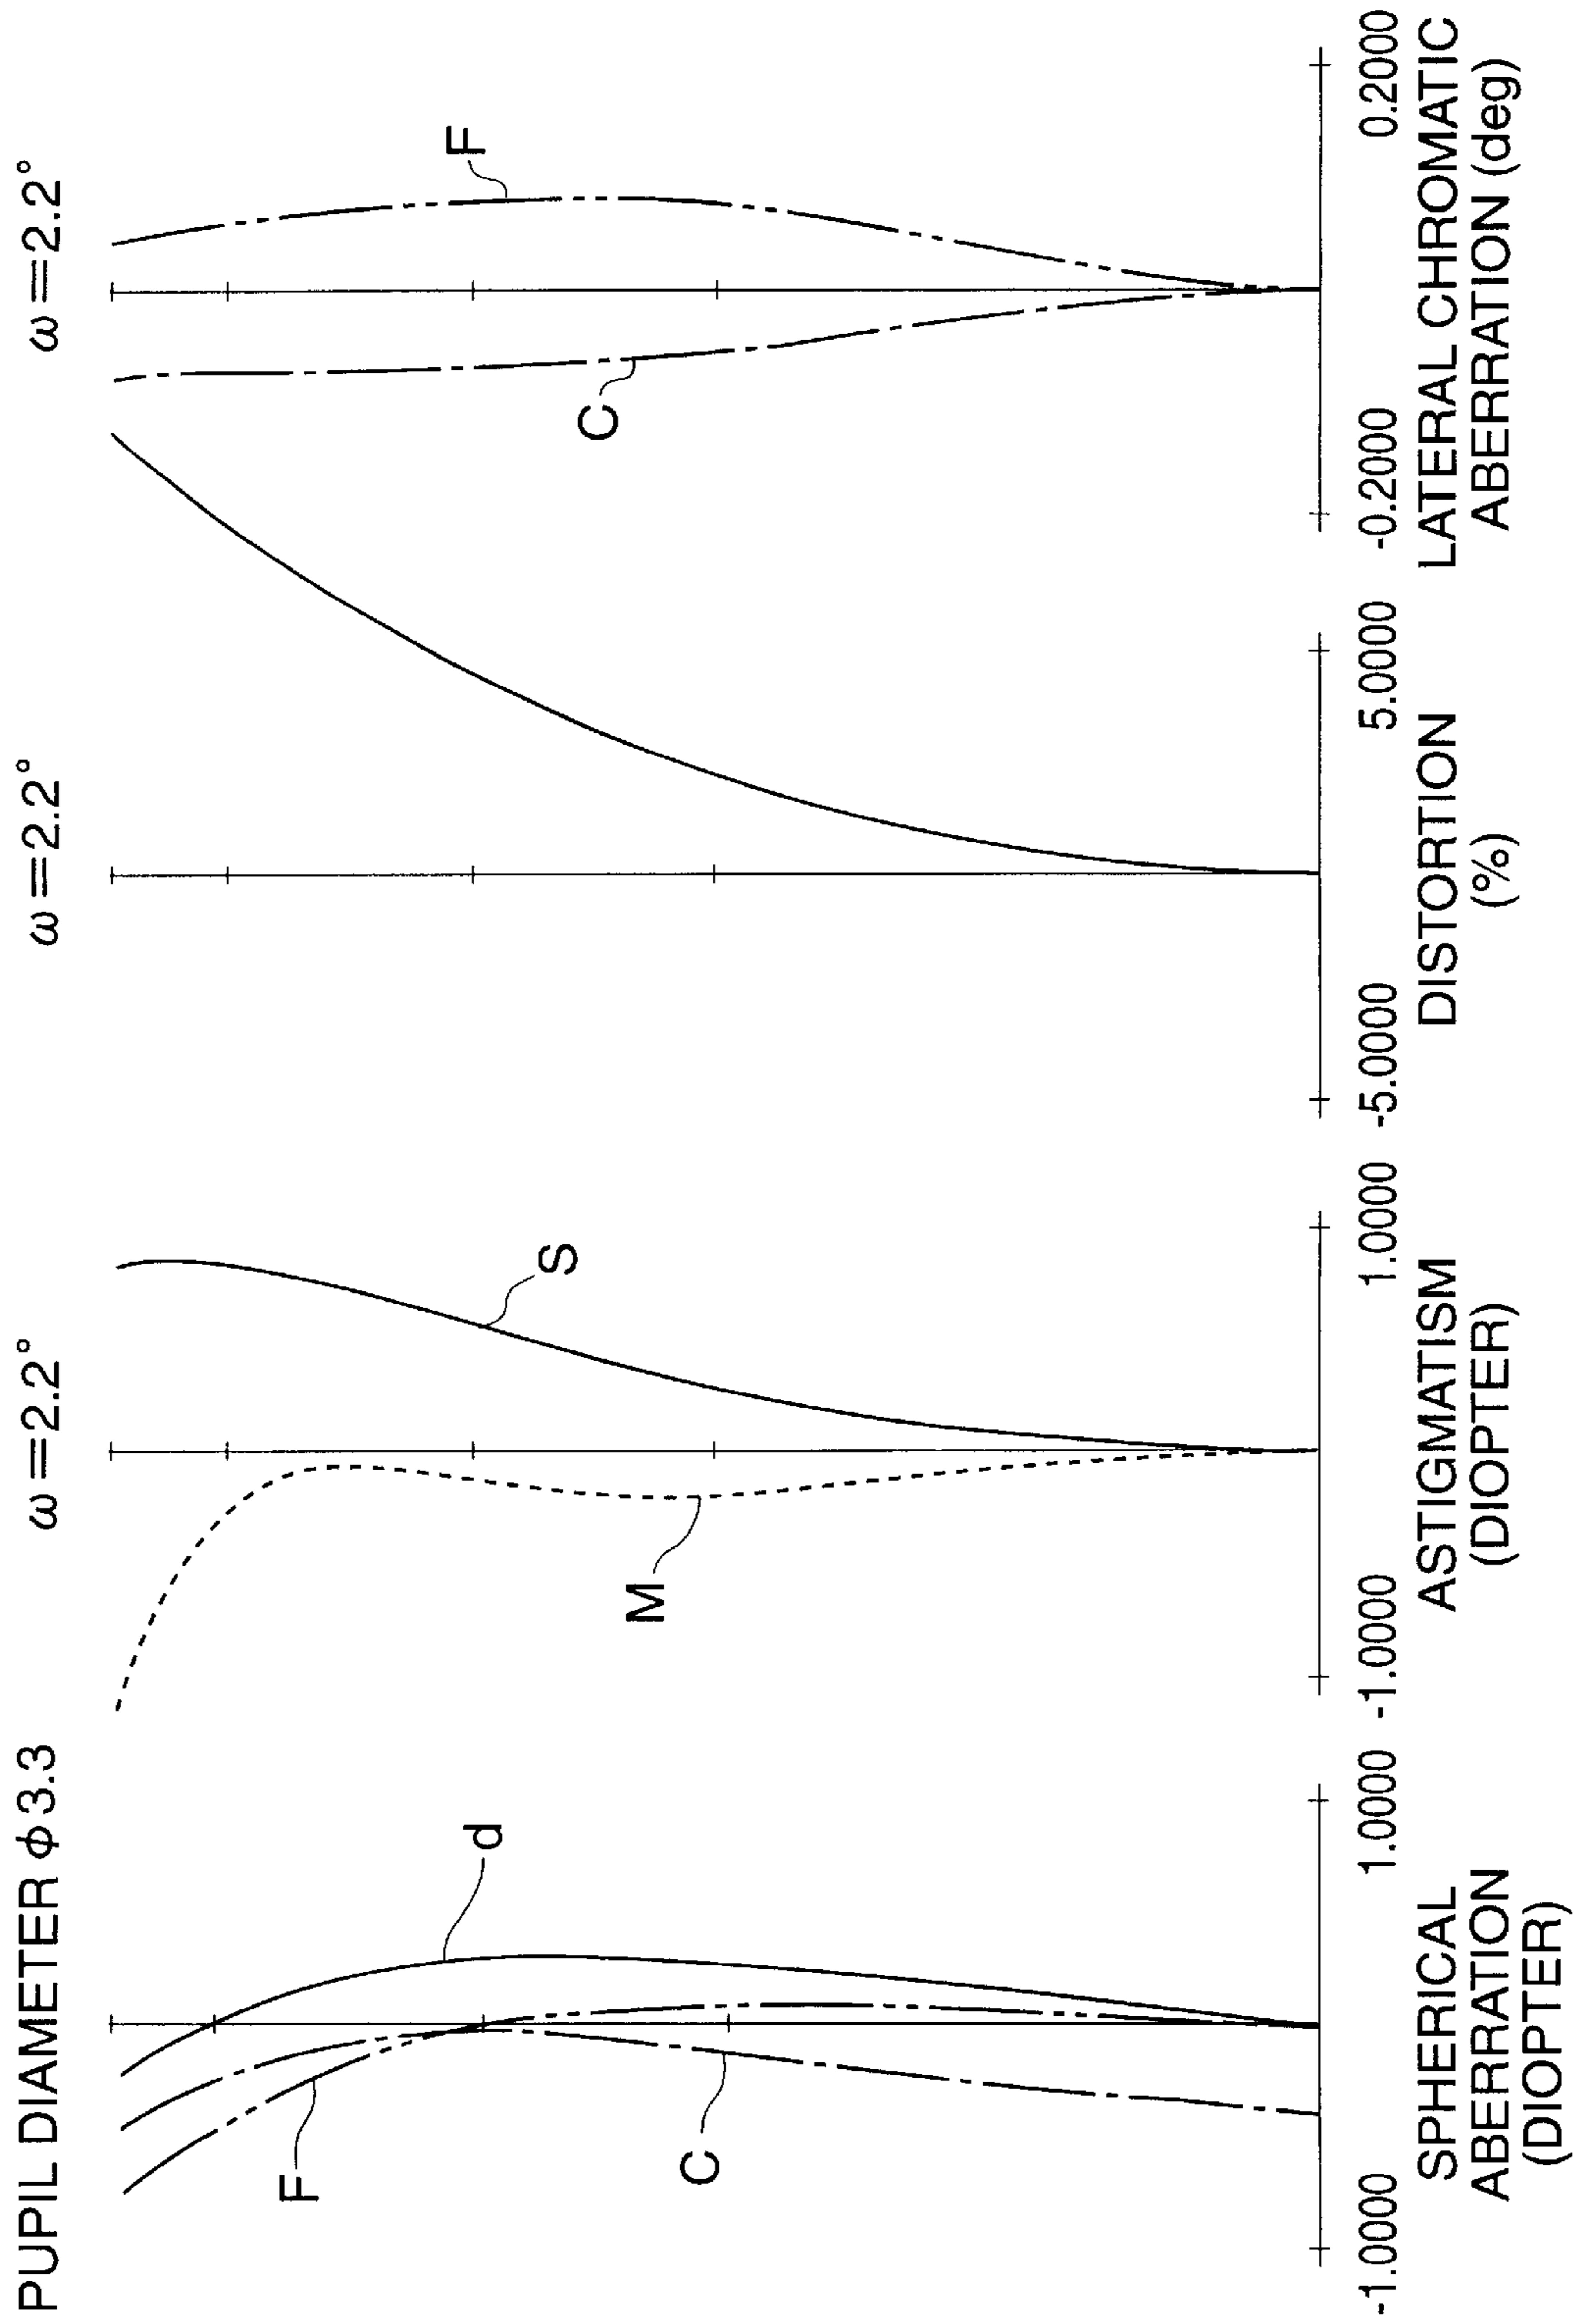 PUPIL DIAMETER ϕ3.3
F
C
d
-1.0000
1.0000
SPHERICAL
ABERRATION
(DIOPTER)
ω=2.2°
M
S
-1.0000
1.0000
ASTIGMATISM
(DIOPTER)
ω=2.2°
-5.0000
5.0000
DISTORTION
(%)
ω=2.2°
C
F
-0.2000
0.2000
LATERAL CHROMATIC
ABERRATION (deg)